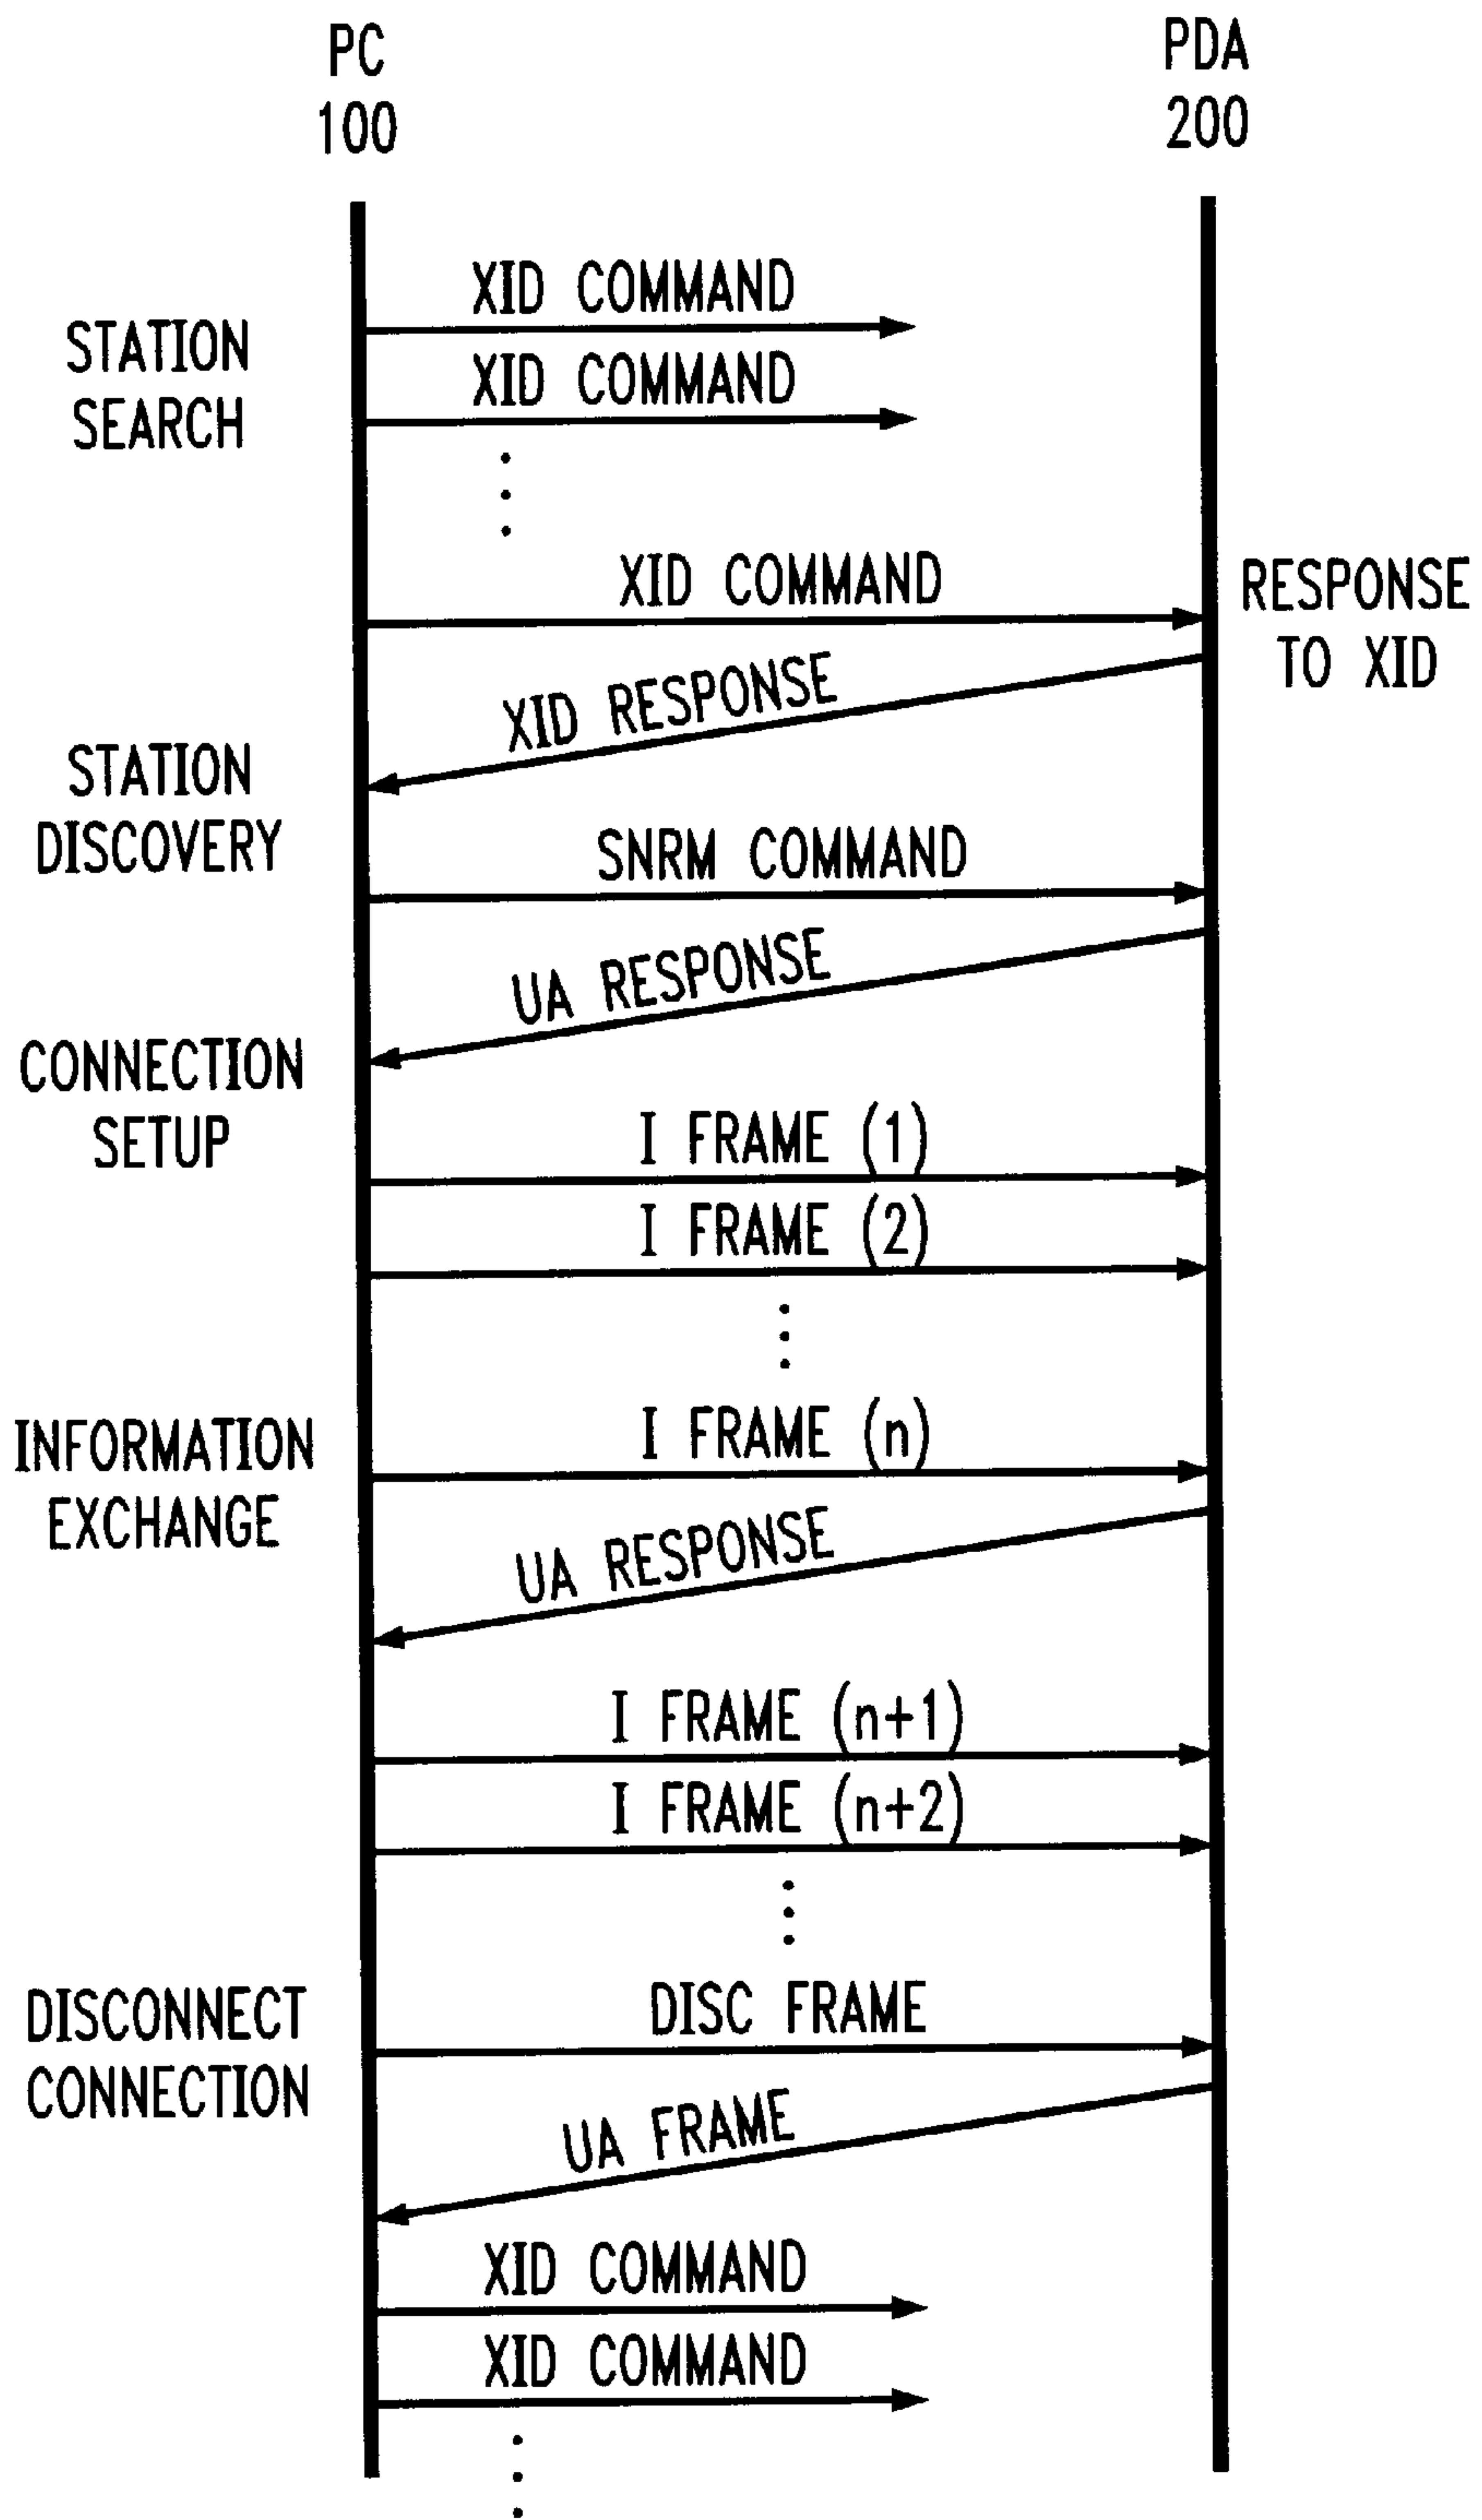 PC
100
PDA
200
XID COMMAND
STATION
SEARCH
XID COMMAND
XID COMMAND
RESPONSE
TO XID
XID RESPONSE
STATION
DISCOVERY
SNRM COMMAND
UA RESPONSE
CONNECTION
SETUP
I FRAME (1)
I FRAME (2)
I FRAME (n)
INFORMATION
EXCHANGE
UA RESPONSE
I FRAME (n+1)
I FRAME (n+2)
DISCONNECT
CONNECTION
DISC FRAME
UA FRAME
XID COMMAND
XID COMMAND